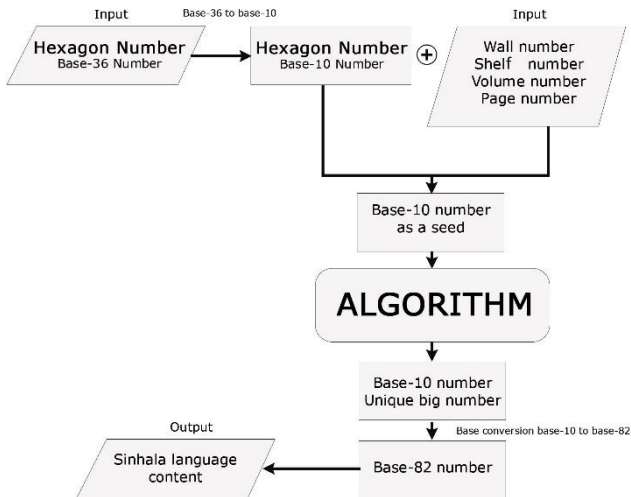 Input
Base-36 to base-10
Input
Hexagon Number
Base-36 Number
Hexagon Number
Base-10 Number
Wall number
Shelf number
Volume number
Page number
Base-10 number
as a seed
ALGORITHM
Base-10 number
Unique big number
Base conversion base-10 to base-82
Output
Sinhala language
content
Base-82 number